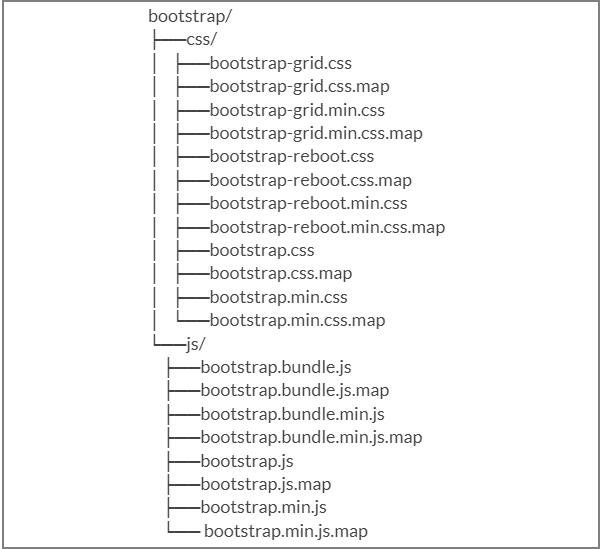 bootstrap/
├──css/
│ ├──bootstrap-grid.css
│ ├──bootstrap-grid.css.map
│ ├──bootstrap-grid.min.css
│ ├──bootstrap-grid.min.css.map
│ ├──bootstrap-reboot.css
│ ├──bootstrap-reboot.css.map
│ ├──bootstrap-reboot.min.css
│ ├──bootstrap-reboot.min.css.map
│ ├──bootstrap.css
│ ├──bootstrap.css.map
│ ├──bootstrap.min.css
│ └──bootstrap.min.css.map
└──js/
├──bootstrap.bundle.js
├──bootstrap.bundle.js.map
├──bootstrap.bundle.min.js
├──bootstrap.bundle.min.js.map
├──bootstrap.js
├──bootstrap.js.map
├──bootstrap.min.js
└── bootstrap.min.js.map